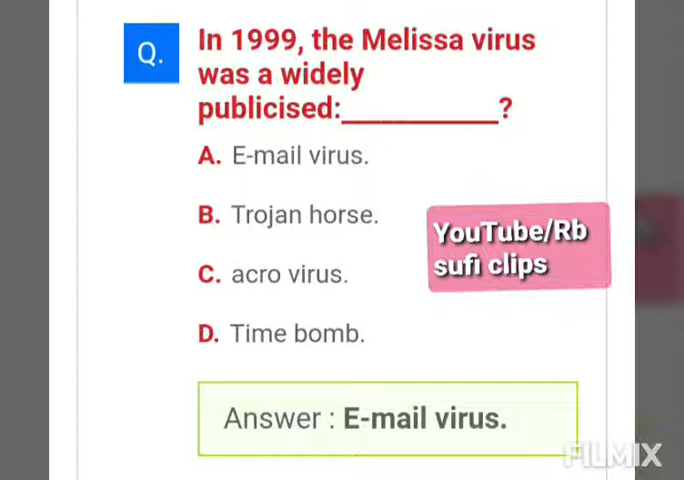 Q.
In 1999, the Melissa virus
was a widely
publicised:__________?
A. E-mail virus.
B. Trojan horse.
C. acro virus.
D. Time bomb.
YouTube/Rb
sufi clips
Answer : E-mail virus.
FILMIX